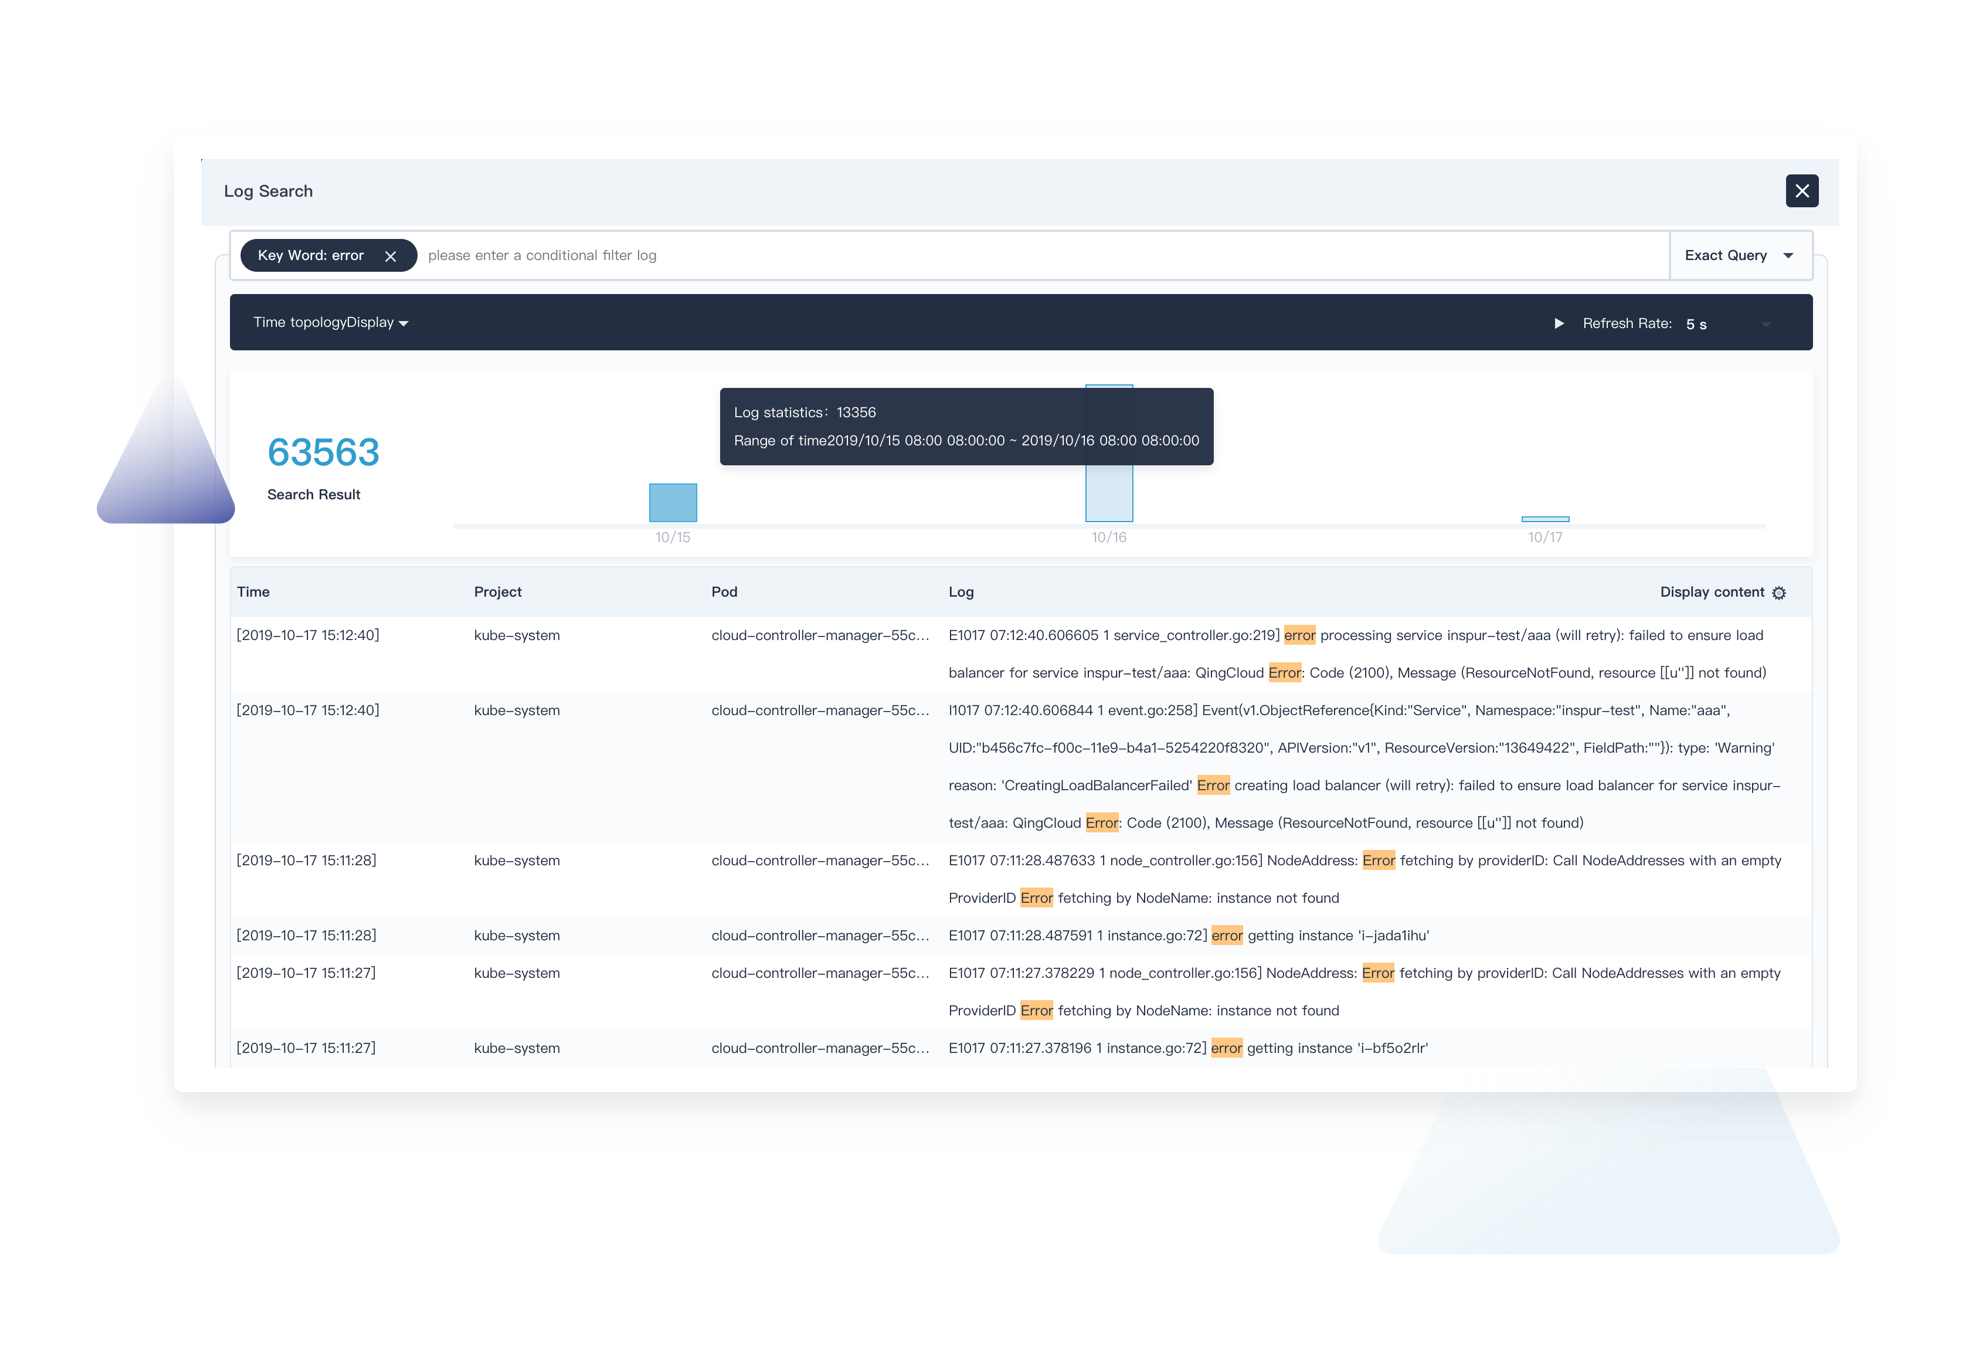 Log Search
Key Word: error
please enter a conditional filter log
Exact Query
Time topologyDisplay
Refresh Rate: 5 s
Log statistics: 13356
Range of time2019/10/15 08:00 08:00:00 ~ 2019/10/16 08:00 08:00:00
63563
Search Result
10/15
10/16
10/17
Time Project Pod Log Display content
[2019-10-17 15:12:40] kube-system cloud-controller-manager-55c... E1017 07:12:40.606605 1 service_controller.go:219] error processing service inspur-test/aaa (will retry): failed to ensure load
balancer for service inspur-test/aaa: QingCloud Error: Code (2100), Message (ResourceNotFound, resource [[u'']] not found)
[2019-10-17 15:12:40] kube-system cloud-controller-manager-55c... I1017 07:12:40.606844 1 event.go:258] Event(v1.ObjectReference{Kind:"Service", Namespace:"inspur-test", Name:"aaa",
UID:"b456c7fc-f00c-11e9-b4a1-5254220f8320", APIVersion:"v1", ResourceVersion:"13649422", FieldPath:""}): type: 'Warning'
reason: 'CreatingLoadBalancerFailed' Error creating load balancer (will retry): failed to ensure load balancer for service inspur-
test/aaa: QingCloud Error: Code (2100), Message (ResourceNotFound, resource [[u'']] not found)
[2019-10-17 15:11:28] kube-system cloud-controller-manager-55c... E1017 07:11:28.487633 1 node_controller.go:156] NodeAddress: Error fetching by providerID: Call NodeAddresses with an empty
ProviderID Error fetching by NodeName: instance not found
[2019-10-17 15:11:28] kube-system cloud-controller-manager-55c... E1017 07:11:28.487591 1 instance.go:72] error getting instance 'i-jada1ihu'
[2019-10-17 15:11:27] kube-system cloud-controller-manager-55c... E1017 07:11:27.378229 1 node_controller.go:156] NodeAddress: Error fetching by providerID: Call NodeAddresses with an empty
ProviderID Error fetching by NodeName: instance not found
[2019-10-17 15:11:27] kube-system cloud-controller-manager-55c... E1017 07:11:27.378196 1 instance.go:72] error getting instance 'i-bf5o2rlr'